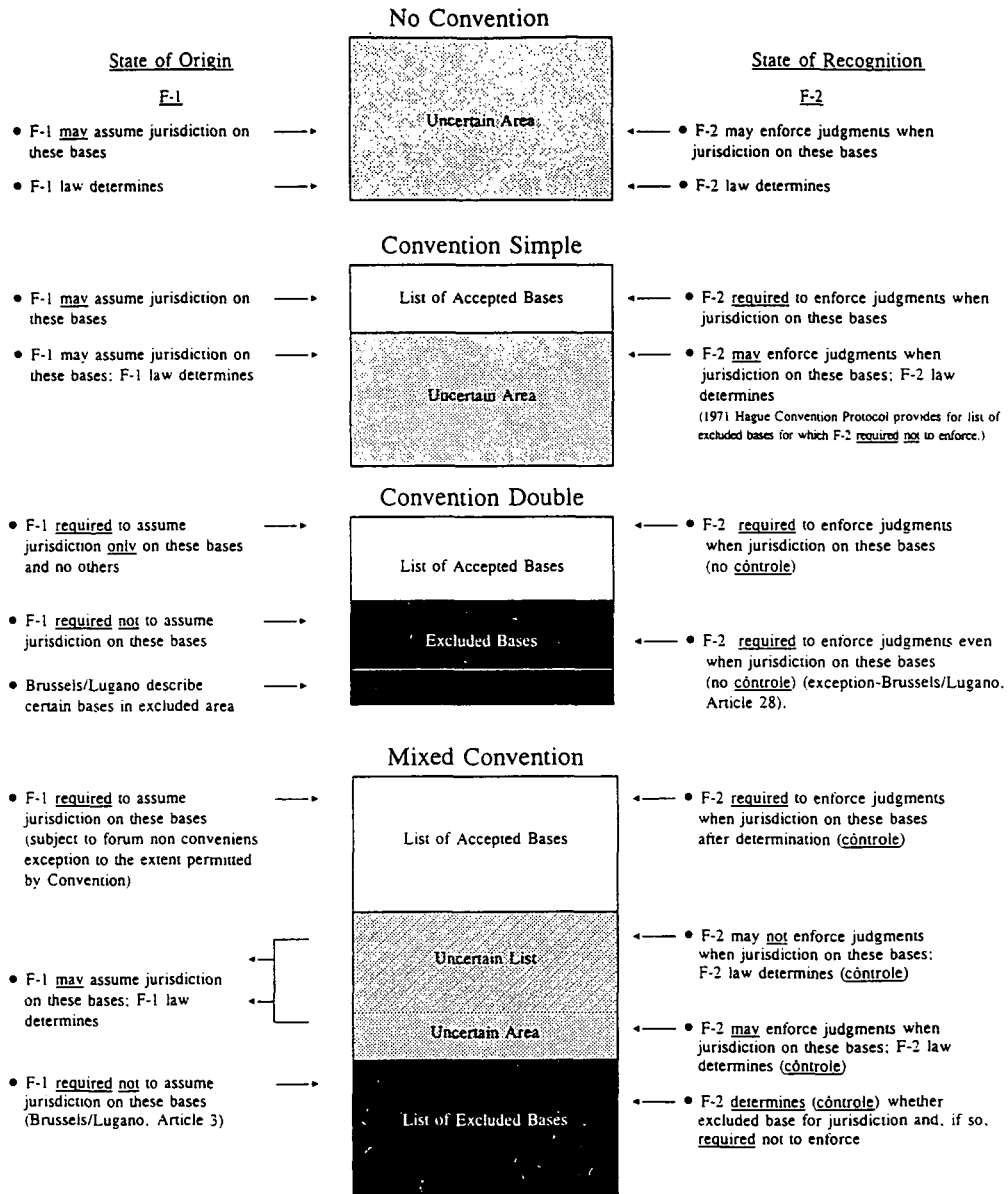 No Convention
State of Origin
F-1
• F-1 may assume jurisdiction on
these bases
• F-1 law determines
Uncertain Area
State of Recognition
F-2
• F-2 may enforce judgments when
jurisdiction on these bases
• F-2 law determines
Convention Simple
• F-1 may assume jurisdiction on
these bases
• F-1 may assume jurisdiction on
these bases; F-1 law determines
List of Accepted Bases
Uncertain Area
• F-2 required to enforce judgments when
jurisdiction on these bases
• F-2 may enforce judgments when
jurisdiction on these bases; F-2 law
determines
(1971 Hague Convention Protocol provides for list of
excluded bases for which F-2 required not to enforce.)
Convention Double
• F-1 required to assume
jurisdiction only on these bases
and no others
• F-1 required not to assume
jurisdiction on these bases
• Brussels/Lugano describe
certain bases in excluded area
List of Accepted Bases
Excluded Bases
• F-2 required to enforce judgments
when jurisdiction on these bases
(no côntrole)
• F-2 required to enforce judgments even
when jurisdiction on these bases
(no côntrole) (exception-Brussels/Lugano,
Article 28).
Mixed Convention
• F-1 required to assume
jurisdiction on these bases
(subject to forum non conveniens
exception to the extent permitted
by Convention)
• F-1 may assume jurisdiction
on these bases; F-1 law
determines
• F-1 required not to assume
jurisdiction on these bases
(Brussels/Lugano, Article 3)
List of Accepted Bases
Uncertain List
Uncertain Area
List of Excluded Bases
• F-2 required to enforce judgments
when jurisdiction on these bases
after determination (côntrole)
• F-2 may not enforce judgments
when jurisdiction on these bases;
F-2 law determines (côntrole)
• F-2 may enforce judgments when
jurisdiction on these bases; F-2 law
determines (côntrole)
• F-2 determines (côntrole) whether
excluded base for jurisdiction and, if so,
required not to enforce